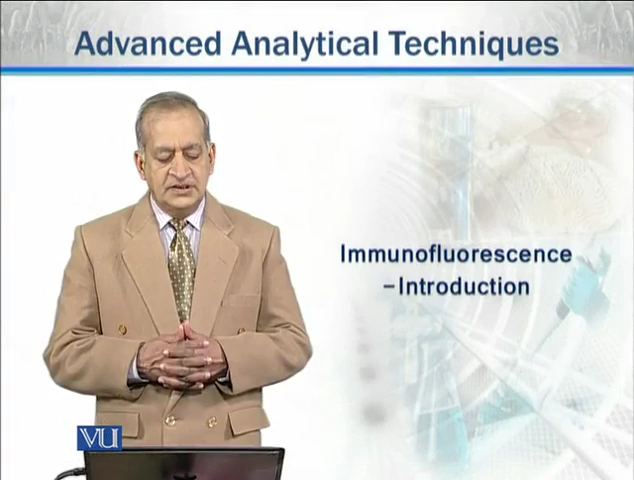 Advanced Analytical Techniques
Immunofluorescence
–Introduction
VU